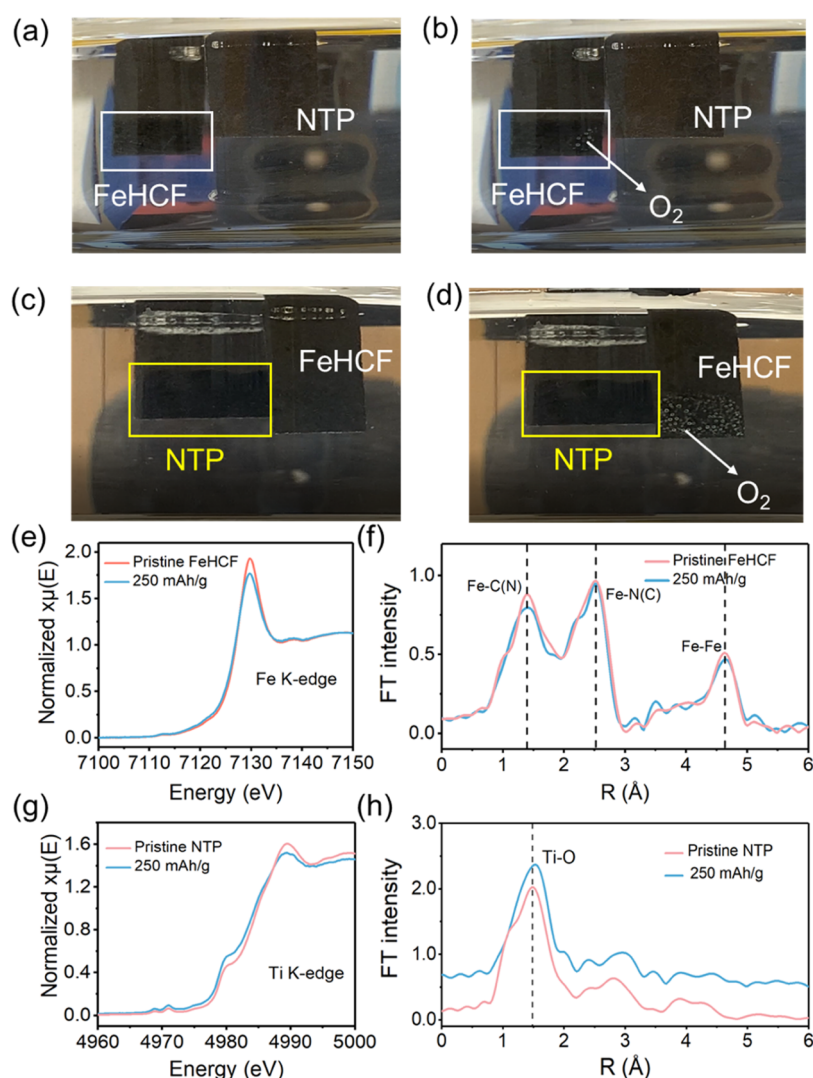 (a)
NTP
FeHCF
(b)
NTP
FeHCF
O₂
(c)
FeHCF
NTP
(d)
FeHCF
NTP
O₂
(e)
Normalized xμ(E)
2.0
1.5
1.0
0.5
0.0
Pristine FeHCF
250 mAh/g
Fe K-edge
7100 7110 7120 7130 7140 7150
Energy (eV)
(f)
FT intensity
1.0
0.5
0.0
Pristine FeHCF
250 mAh/g
Fe-C(N)
Fe-N(C)
Fe-Fe
0 1 2 3 4 5 6
R (Å)
(g)
Normalized xμ(E)
1.6
1.2
0.8
0.4
0.0
Pristine NTP
250 mAh/g
Ti K-edge
4960 4970 4980 4990 5000
Energy (eV)
(h)
FT intensity
3.0
2.0
1.0
0.0
Ti-O
Pristine NTP
250 mAh/g
0 1 2 3 4 5 6
R (Å)